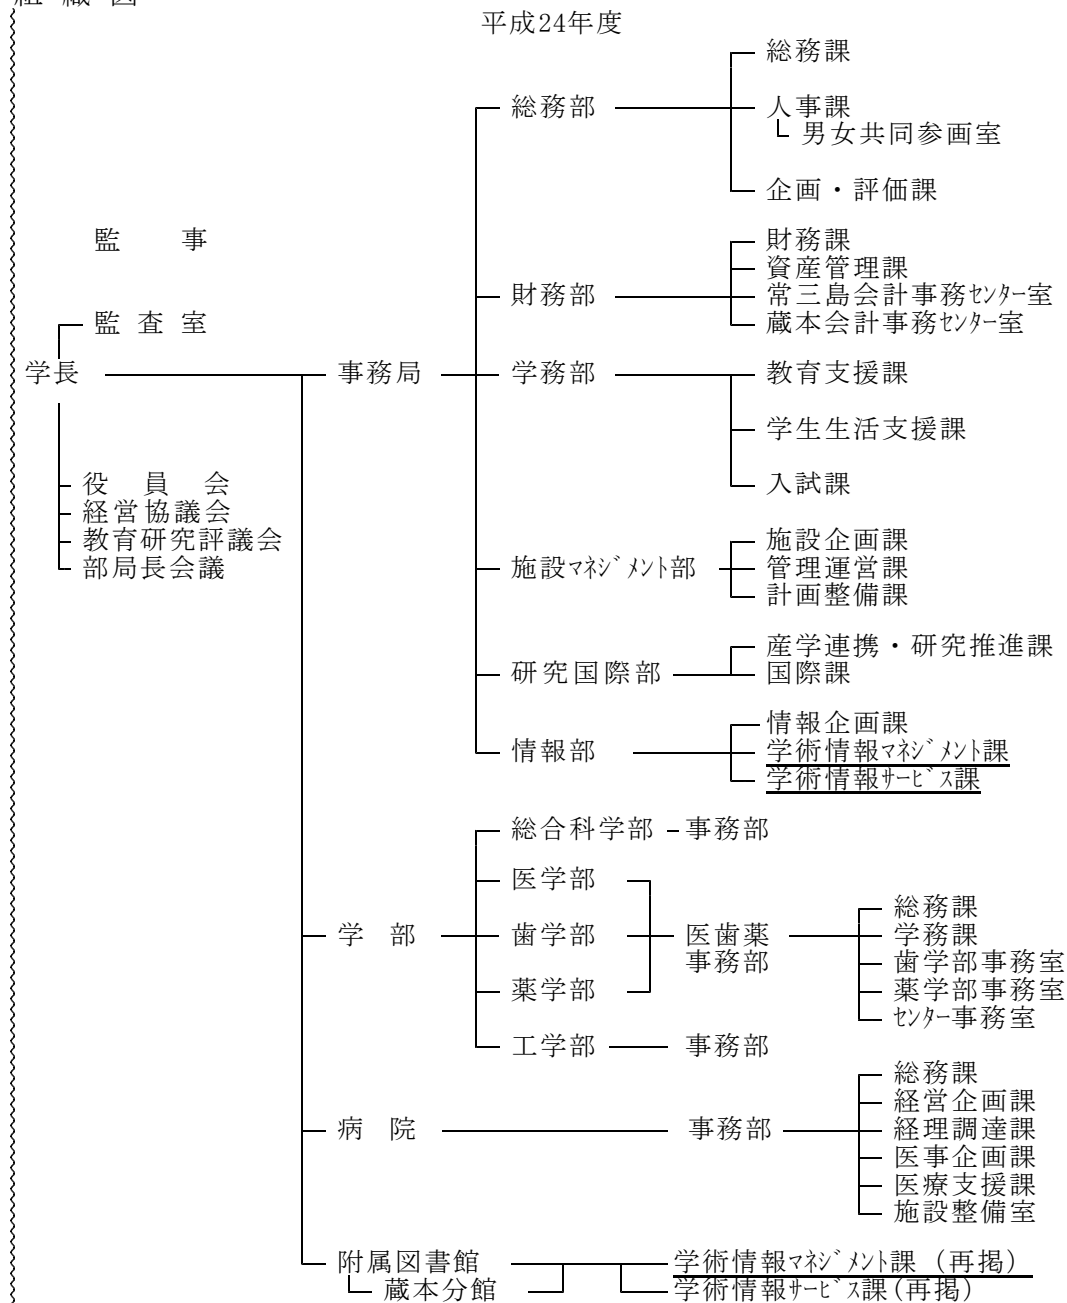 組織図
平成24年度
総務課
総務部
人事課
男女共同参画室
企画・評価課
監　事
財務課
資産管理課
財務部
常三島会計事務ｾﾝﾀｰ室
監査室
蔵本会計事務ｾﾝﾀｰ室
学長
事務局
学務部
教育支援課
学生生活支援課
役　員　会
入試課
経営協議会
教育研究評議会
部局長会議
施設企画課
施設ﾏﾈｼﾞﾒﾝﾄ部
管理運営課
計画整備課
産学連携・研究推進課
研究国際部
国際課
情報企画課
情報部
学術情報ﾏﾈｼﾞﾒﾝﾄ課
学術情報ｻｰﾋﾞｽ課
総合科学部
事務部
医学部
総務課
学　部
歯学部
医歯薬
事務部
学務課
歯学部事務室
薬学部
薬学部事務室
ｾﾝﾀｰ事務室
工学部
事務部
総務課
経営企画課
病　院
事務部
経理調達課
医事企画課
医療支援課
施設整備室
附属図書館
学術情報ﾏﾈｼﾞﾒﾝﾄ課（再掲）
蔵本分館
学術情報ｻｰﾋﾞｽ課(再掲)